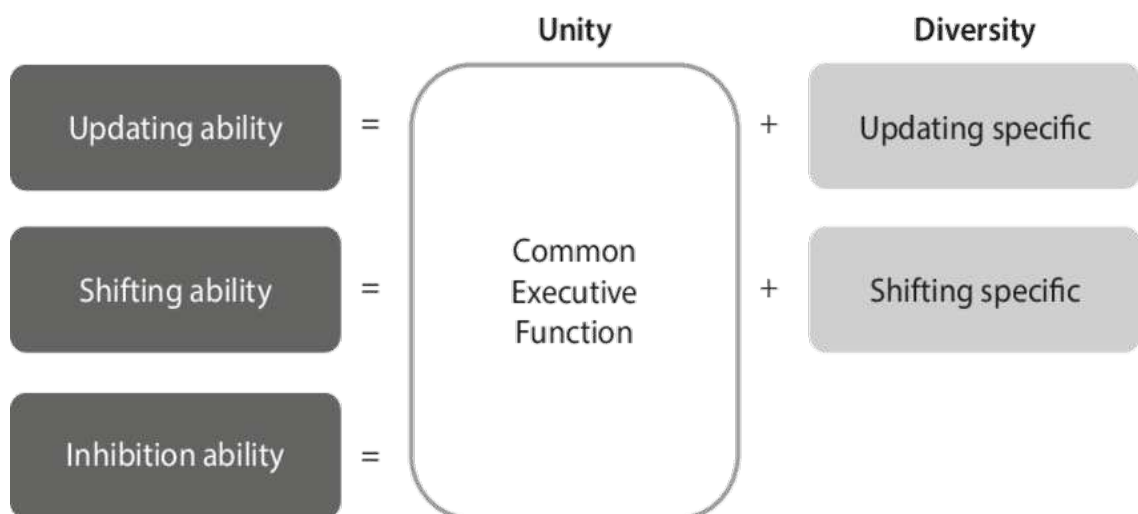 Unity
Diversity
Updating ability
=
+
Updating specific
Shifting ability
=
Common
Executive
Function
+
Shifting specific
Inhibition ability
=